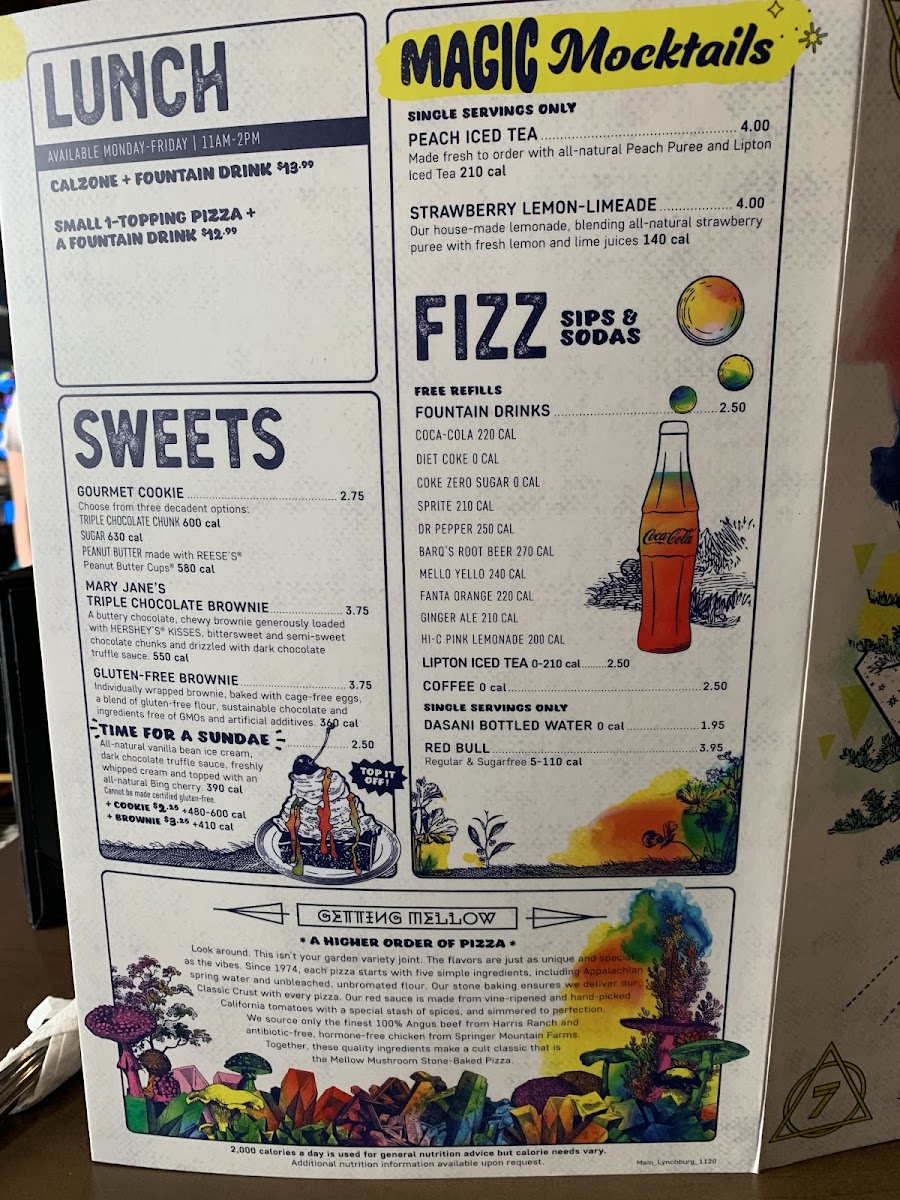 LUNCH
AVAILABLE MONDAY-FRIDAY | 11AM-2PM
CALZONE + FOUNTAIN DRINK $13.99
SMALL 1-TOPPING PIZZA +
A FOUNTAIN DRINK $12.99
SWEETS
GOURMET COOKIE 2.75
Choose from three decadent options:
TRIPLE CHOCOLATE CHUNK 600 cal
SUGAR 630 cal
PEANUT BUTTER made with REESE'S®
Peanut Butter Cups® 580 cal
MARY JANE'S
TRIPLE CHOCOLATE BROWNIE 3.75
A buttery chocolate, chewy brownie generously loaded
with HERSHEY'S® KISSES, bittersweet and semi-sweet
chocolate chunks and drizzled with dark chocolate
truffle sauce. 550 cal
GLUTEN-FREE BROWNIE 3.75
Individually wrapped brownie, baked with cage-free eggs,
a blend of gluten-free flour, sustainable chocolate and
ingredients free of GMOs and artificial additives. 360 cal
TIME FOR A SUNDAE 2.50
All-natural vanilla bean ice cream,
dark chocolate truffle sauce, freshly
whipped cream and topped with an
all-natural Bing cherry. 390 cal
Cannot be made certified gluten-free.
+ COOKIE $2.25 +480-600 cal
+ BROWNIE $3.25 +410 cal
TOP IT
OFF!
MAGIC Mocktails
SINGLE SERVINGS ONLY
PEACH ICED TEA 4.00
Made fresh to order with all-natural Peach Puree and Lipton
Iced Tea 210 cal
STRAWBERRY LEMON-LIMEADE 4.00
Our house-made lemonade, blending all-natural strawberry
puree with fresh lemon and lime juices 140 cal
FIZZ SIPS &
SODAS
FREE REFILLS
FOUNTAIN DRINKS 2.50
COCA-COLA 220 CAL
DIET COKE 0 CAL
COKE ZERO SUGAR 0 CAL
SPRITE 210 CAL
DR PEPPER 250 CAL
BARQ'S ROOT BEER 270 CAL
MELLO YELLO 240 CAL
FANTA ORANGE 220 CAL
GINGER ALE 210 CAL
HI-C PINK LEMONADE 200 CAL
Coca-Cola
LIPTON ICED TEA 0-210 cal 2.50
COFFEE 0 cal 2.50
SINGLE SERVINGS ONLY
DASANI BOTTLED WATER 0 cal 1.95
RED BULL 3.95
Regular & Sugarfree 5-110 cal
GETTING MELLOW
* A HIGHER ORDER OF PIZZA *
Look around. This isn't your garden variety joint. The flavors are just as unique and special
as the vibes. Since 1974, each pizza starts with five simple ingredients, including Appalachian
spring water and unbleached, unbromated flour. Our stone baking ensures we deliver our
Classic Crust with every pizza. Our red sauce is made from vine-ripened and hand-picked
California tomatoes with a special stash of spices, and simmered to perfection.
We source only the finest 100% Angus beef from Harris Ranch and
antibiotic-free, hormone-free chicken from Springer Mountain Farms.
Together, these quality ingredients make a cult classic that is
the Mellow Mushroom Stone-Baked Pizza.
2,000 calories a day is used for general nutrition advice but calorie needs vary.
Additional nutrition information available upon request.
Main_Lynchburg_1120
7